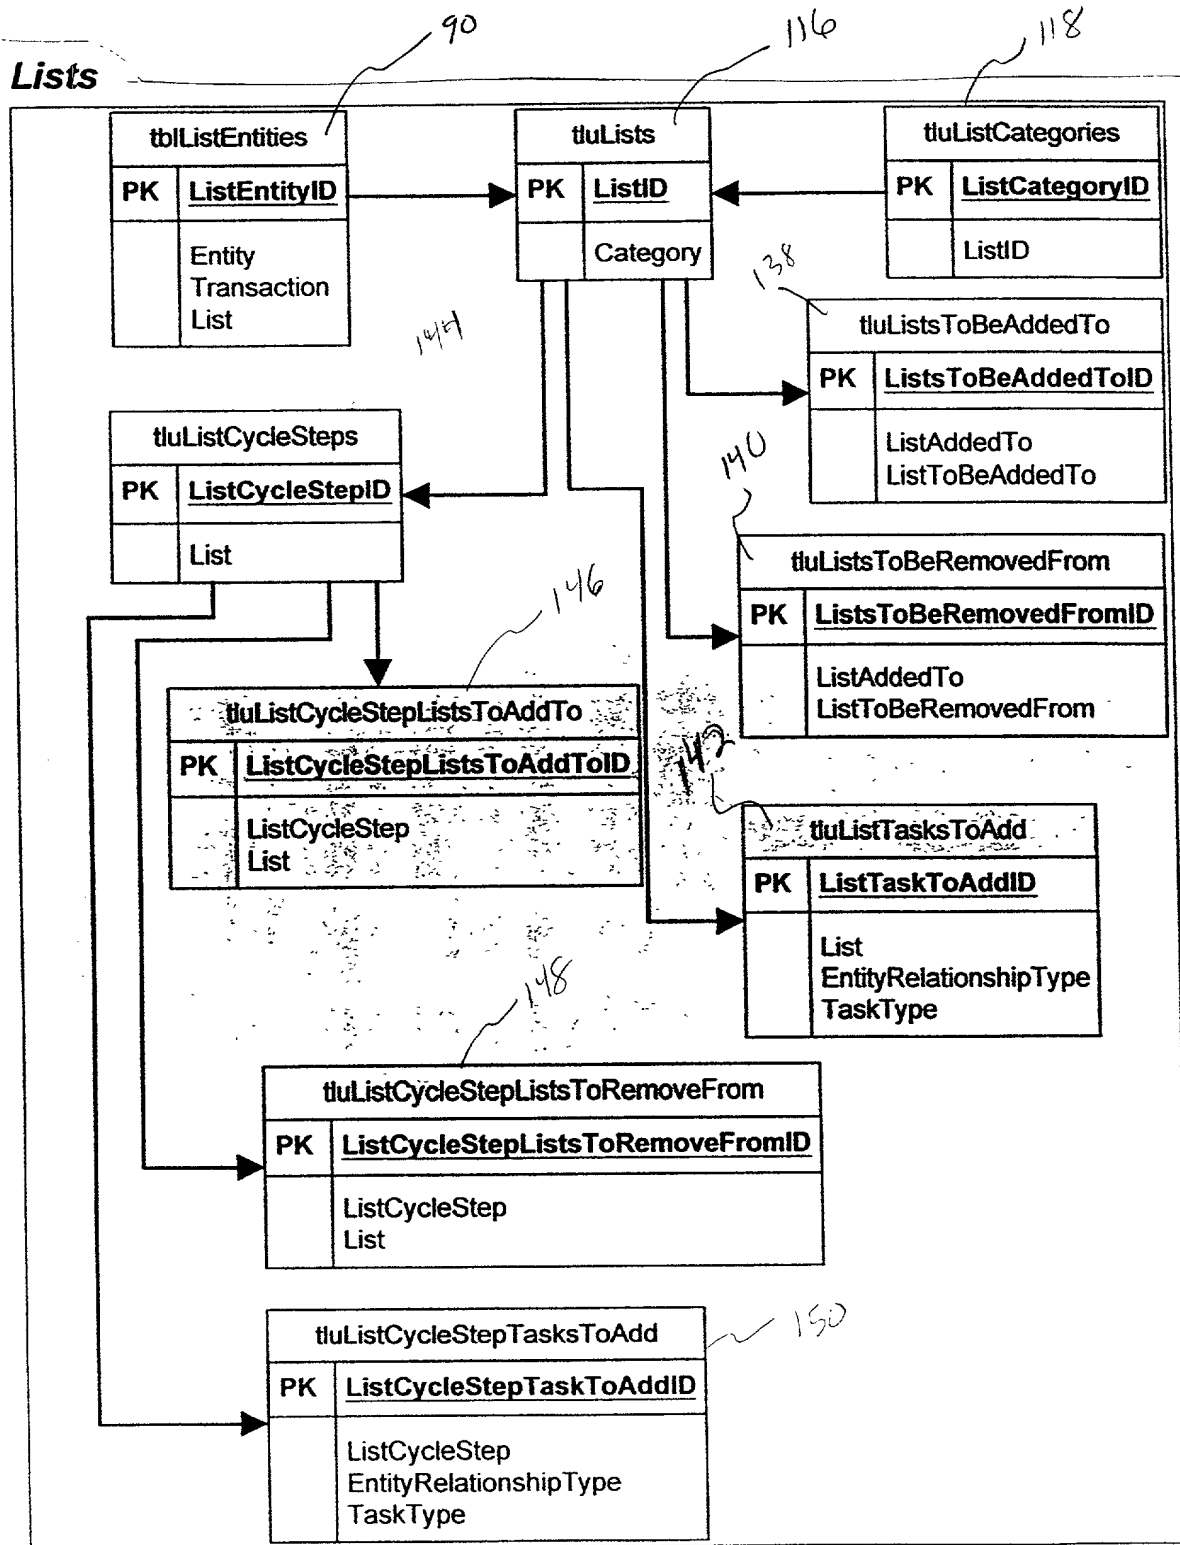 90
116
118
Lists
tblListEntities
PK ListEntityID
Entity
Transaction
List
tluLists
PK ListID
Category
tluListCategories
PK ListCategoryID
ListID
138
tluListsToBeAddedTo
PK ListsToBeAddedToID
ListAddedTo
ListToBeAddedTo
144
tluListCycleSteps
PK ListCycleStepID
List
140
tluListsToBeRemovedFrom
PK ListsToBeRemovedFromID
ListAddedTo
ListToBeRemovedFrom
146
tluListCycleStepListsToAddTo
PK ListCycleStepListsToAddToID
ListCycleStep
List
142
tluListTasksToAdd
PK ListTaskToAddID
List
EntityRelationshipType
TaskType
148
tluListCycleStepListsToRemoveFrom
PK ListCycleStepListsToRemoveFromID
ListCycleStep
List
150
tluListCycleStepTasksToAdd
PK ListCycleStepTaskToAddID
ListCycleStep
EntityRelationshipType
TaskType